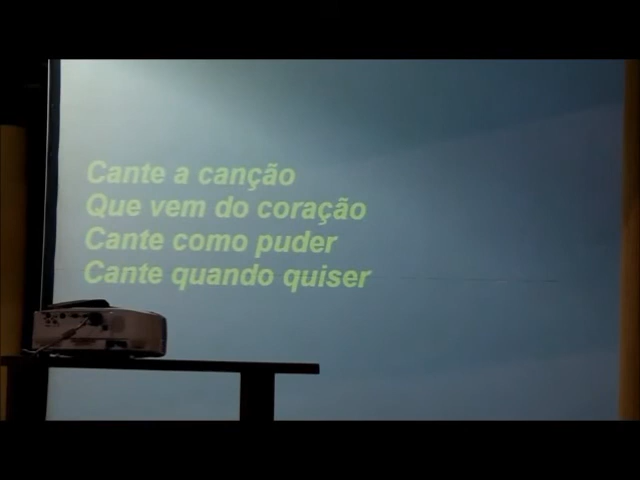 Cante a canção
Que vem do coração
Cante como puder
Cante quando quiser